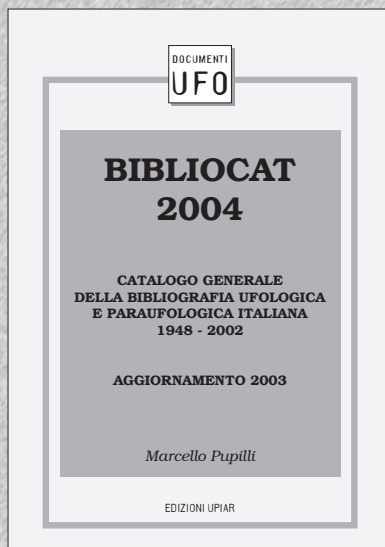 DOCUMENTI
UFO
BIBLIOCAT
2004
CATALOGO GENERALE
DELLA BIBLIOGRAFIA UFOLOGICA
E PARAUFOLOGICA ITALIANA
1948 - 2002
AGGIORNAMENTO 2003
Marcello Pupilli
EDIZIONI UPIAR